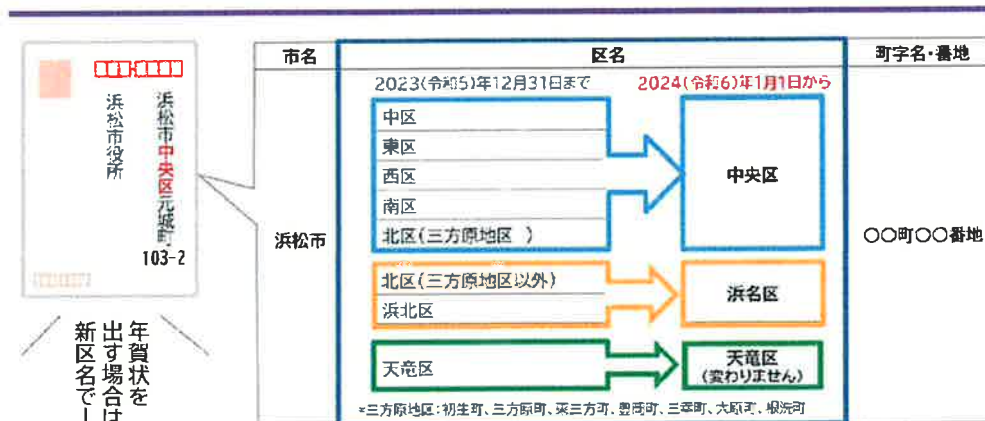 市名
区名
町字名・番地
2023(令和5)年12月31日まで
2024(令和6)年1月1日から
中区
東区
西区
南区
北区(三方原地区 )
中央区
北区(三方原地区以外)
浜北区
浜名区
天竜区
天竜区
(変わりません)
浜松市
〇〇町〇〇番地
*三方原地区:初生町、三方原町、東三方町、豊岡町、三幸町、大原町、根洗町
浜松市中央区元城町
103-2
浜松市役所
年賀状を
出す場合は
新区名で